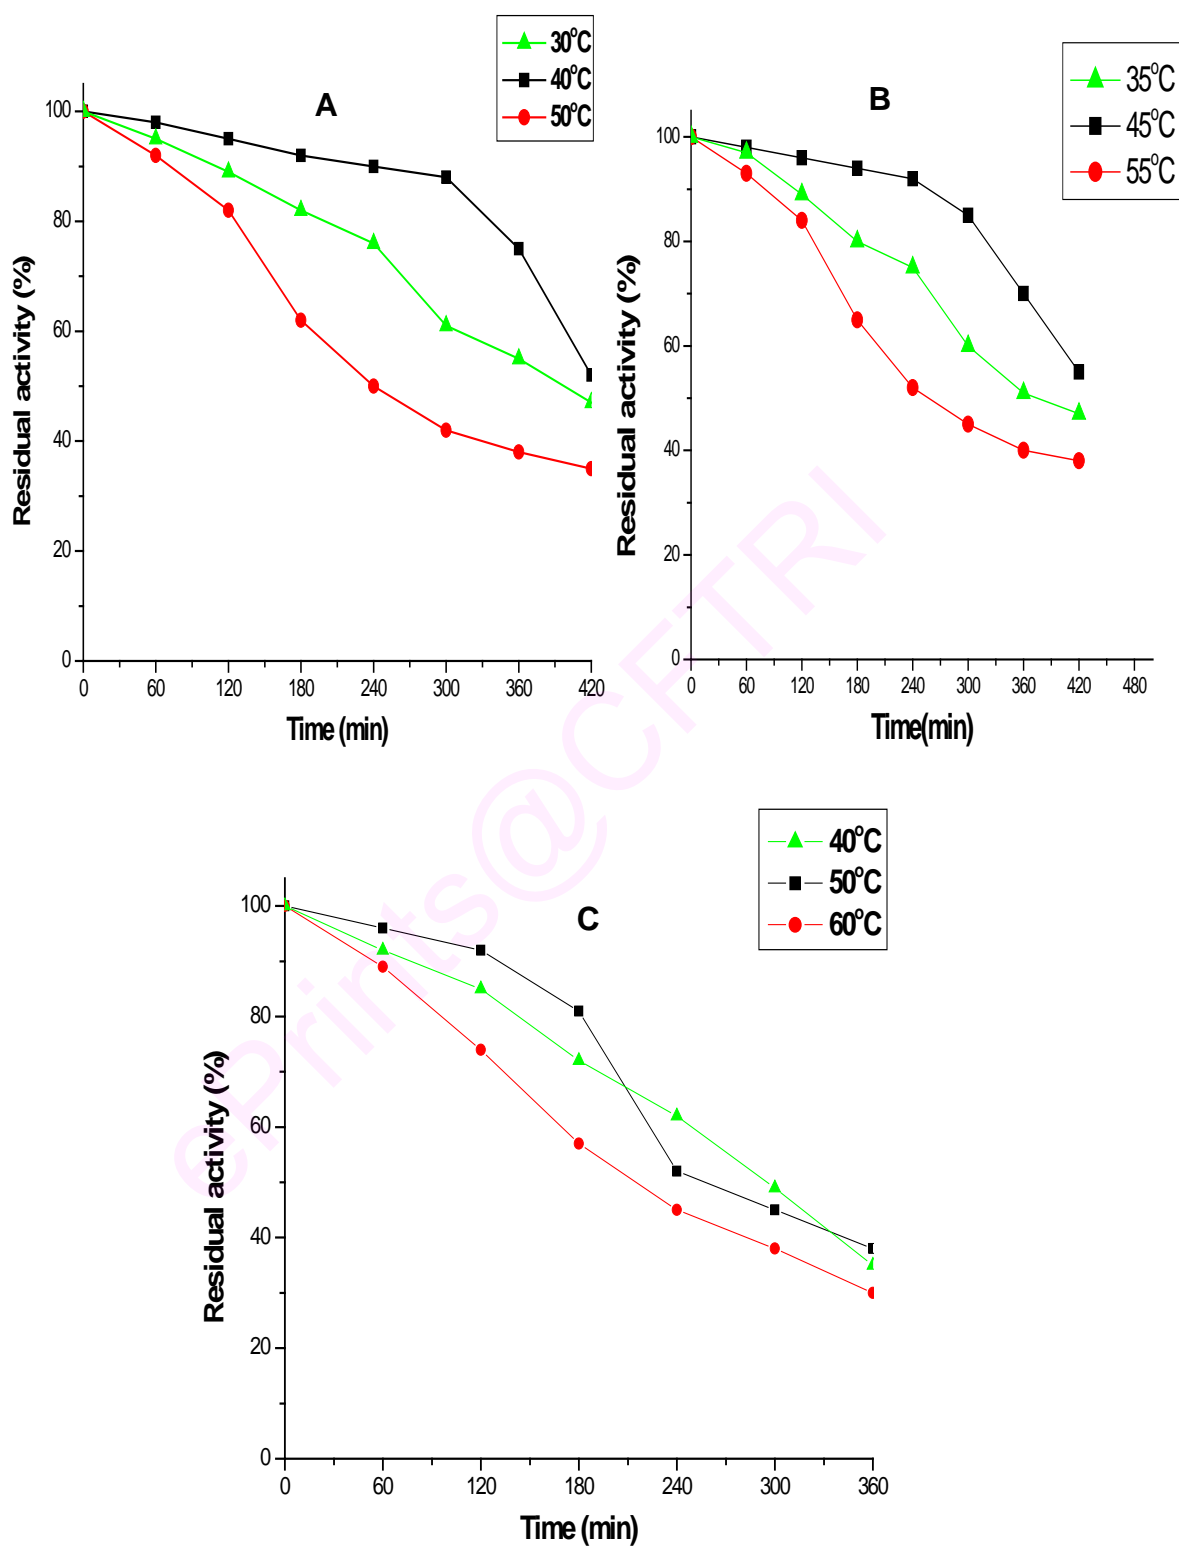 30°C
40°C
50°C
A
100
80
60
40
20
0
0 60 120 180 240 300 360 420
Residual activity (%)
Time (min)
35°C
45°C
55°C
B
100
80
60
40
20
0
0 60 120 180 240 300 360 420 480
Residual activity (%)
Time(min)
40°C
50°C
60°C
C
100
80
60
40
20
0
0 60 120 180 240 300 360
Residual activity (%)
Time (min)
ePrints@CFTRI